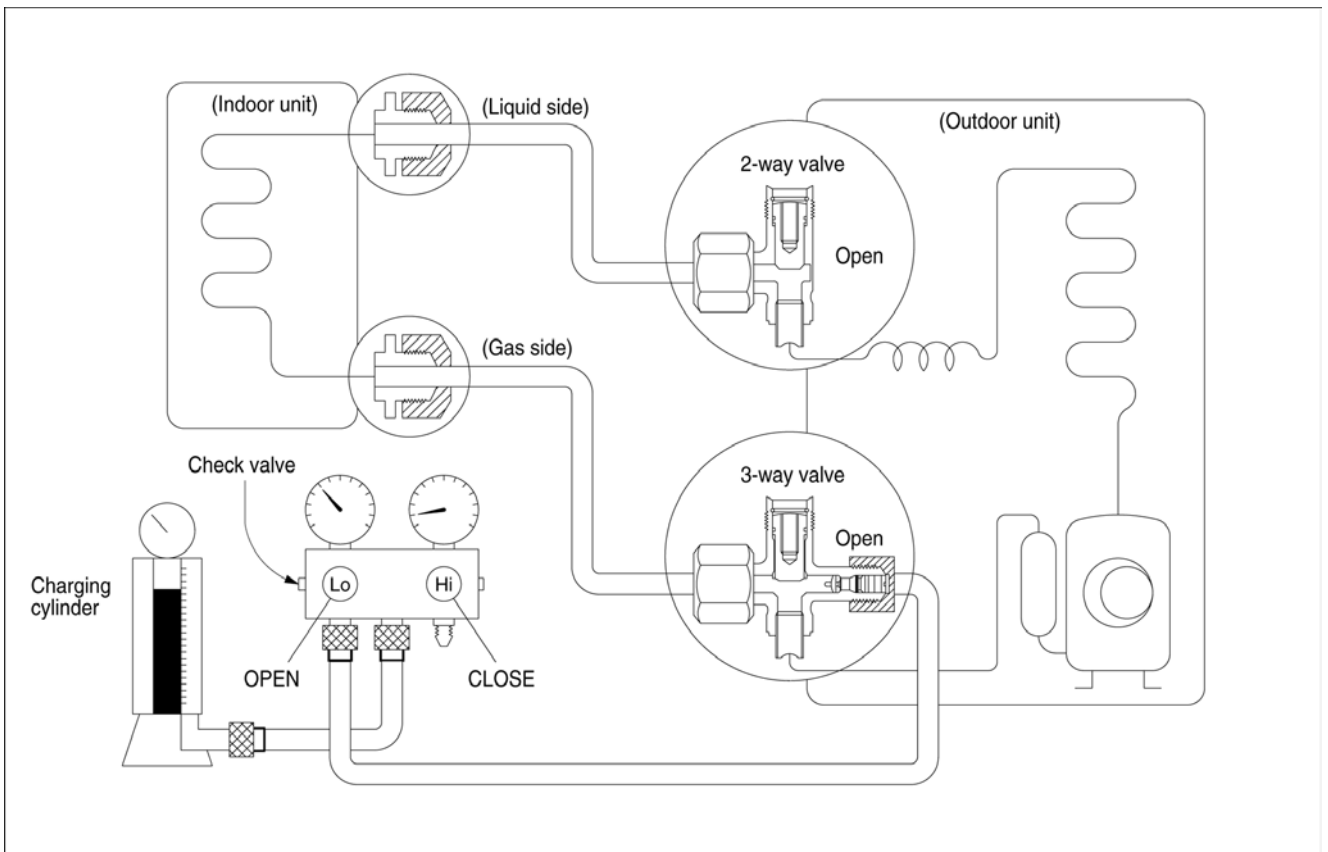 (Indoor unit)
(Liquid side)
(Outdoor unit)
2-way valve
Open
(Gas side)
Check valve
3-way valve
Open
Charging
cylinder
Lo
Hi
OPEN
CLOSE